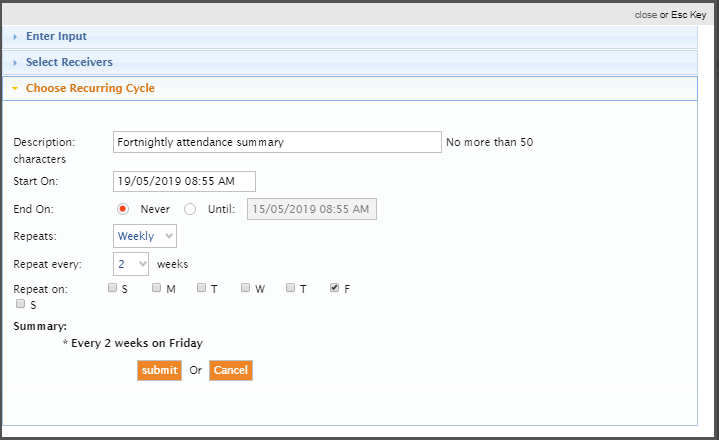 close or Esc Key
Enter Input
Select Receivers
Choose Recurring Cycle
Description: Fortnightly attendance summary No more than 50
characters
Start On: 19/05/2019 08:55 AM
End On: Never Until: 15/05/2019 08:55 AM
Repeats: Weekly
Repeat every: 2 weeks
Repeat on: S M T W T F
S
Summary:
* Every 2 weeks on Friday
submit Or Cancel